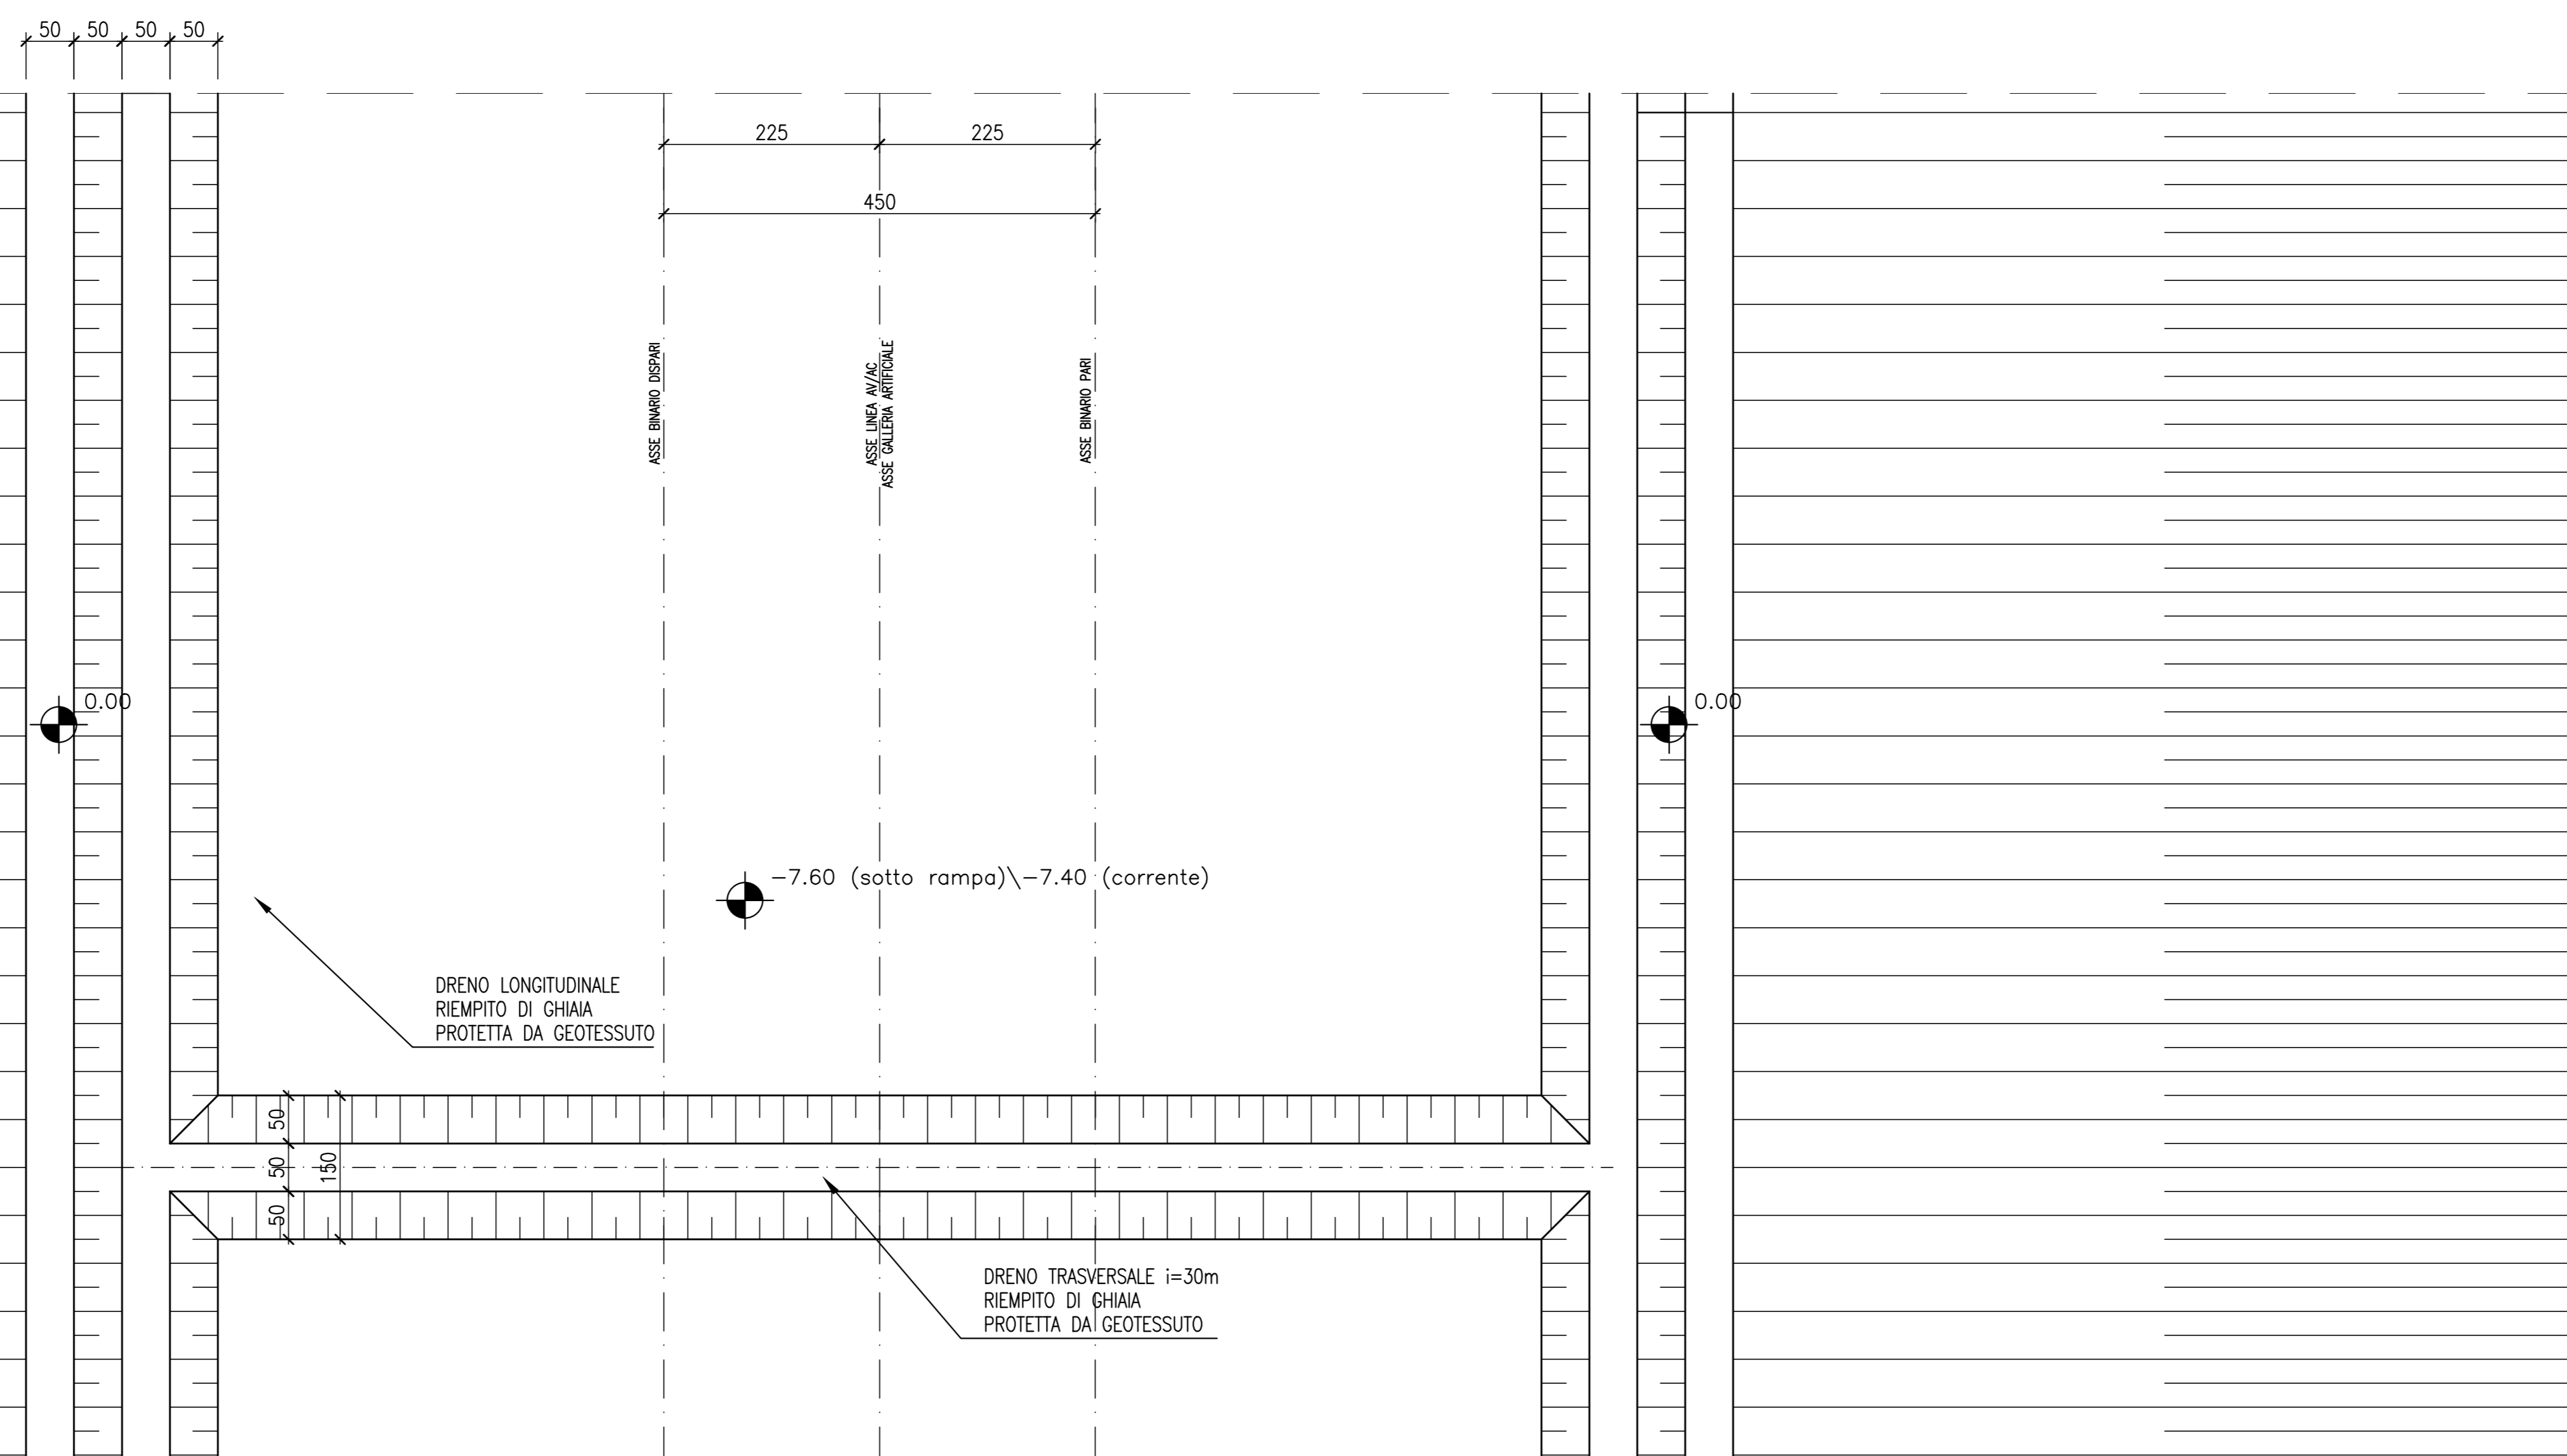 50 50 50 50
225 225
450
ASSE BINARIO DISPARI
ASSE LINEA AV/AC
ASSE GALLERIA ARTIFICIALE
ASSE BINARIO PARI
0.00
0.00
-7.60 (sotto rampa)\-7.40 (corrente)
DRENO LONGITUDINALE
RIEMPITO DI GHIAIA
PROTETTA DA GEOTESSUTO
50
50
150
50
DRENO TRASVERSALE i=30m
RIEMPITO DI GHIAIA
PROTETTA DA GEOTESSUTO